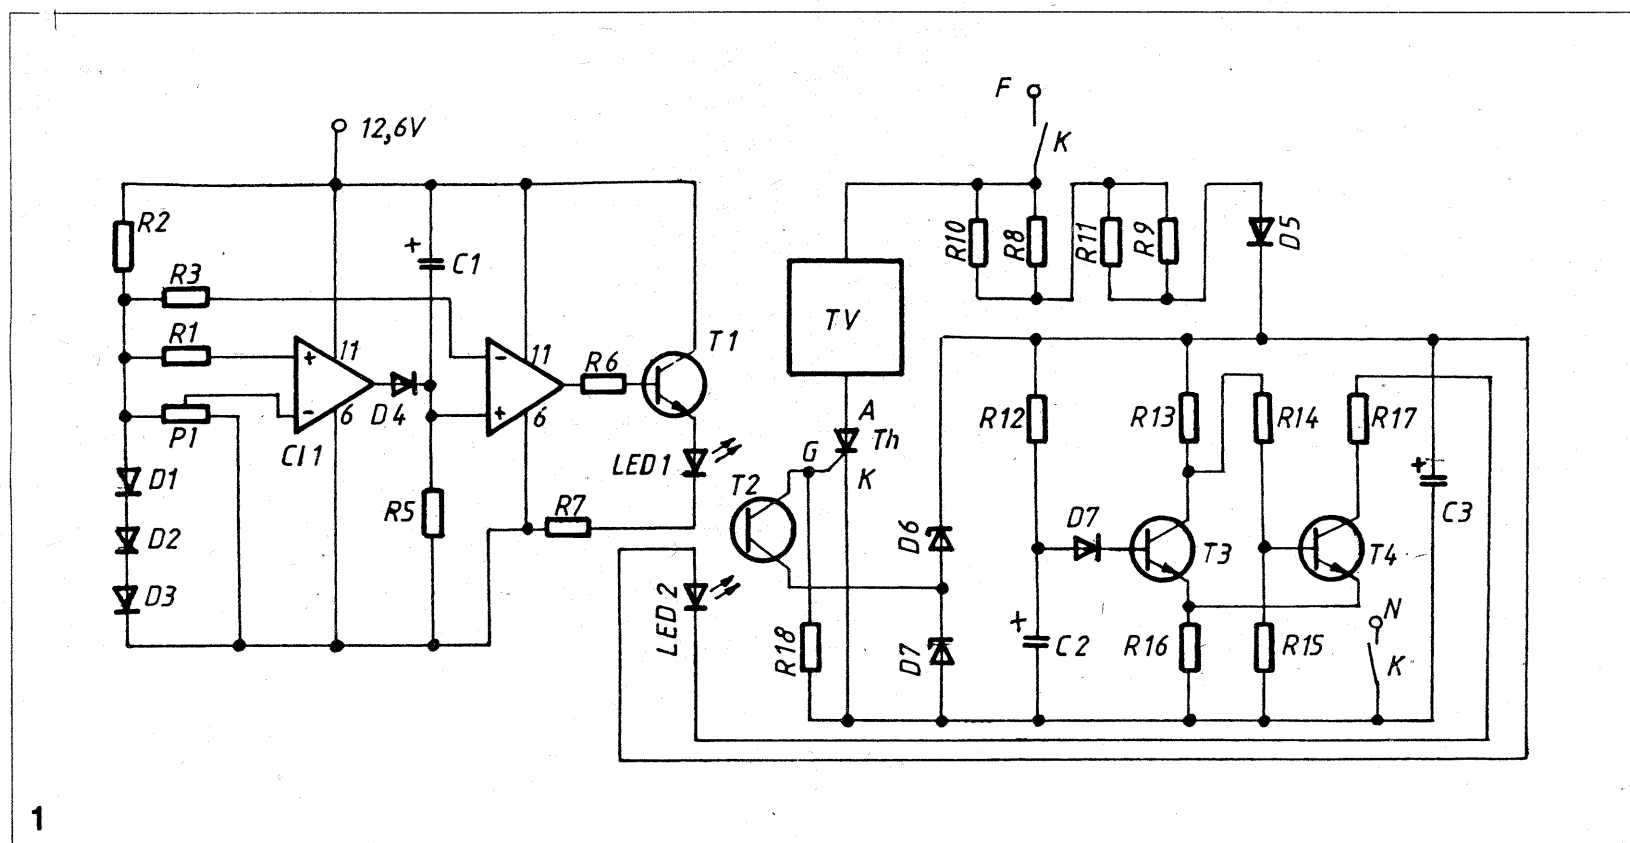 F
K
12,6V
R2
R3
R1
P1
C1
+
11
6
+
-
CI1
D4
R5
-
+
11
6
R6
T1
LED1
R7
D1
D2
D3
TV
A
Th
G
K
T2
LED2
R18
D6
D7
R10
R8
R11
R9
D5
R12
R13
R14
R17
C3
+
D7
T3
T4
C2
+
R16
R15
N
K
1